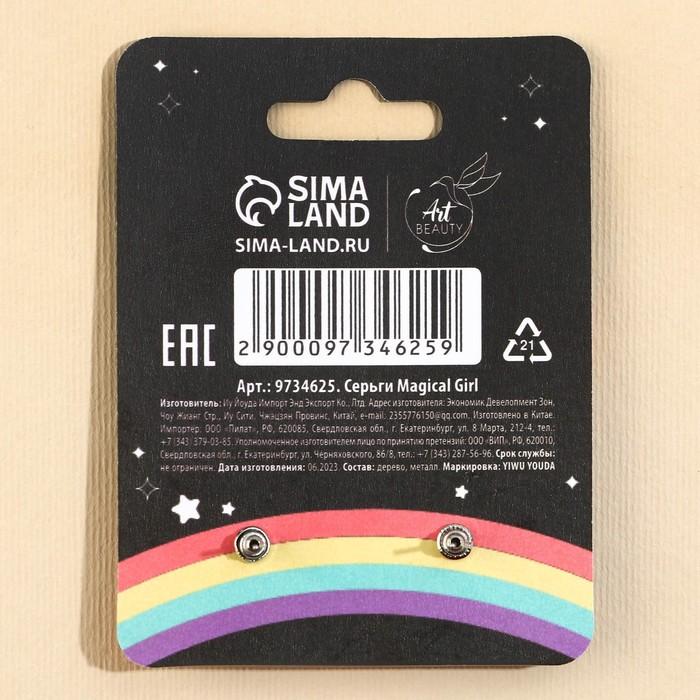 SIMA
LAND
SIMA-LAND.RU
Art
BEAUTY
EAC
2 900097 346259
21
Арт.: 9734625. Серьги Magical Girl
Изготовитель: Иу Йоуда Импорт Энд Экспорт Ко., Лтд. Адрес изготовителя: Экономик Девелопмент Зон,
Чоу Жианг Стр., Иу Сити, Чжэцзян Провинс, Китай, e-mail: 2355776150@qq.com. Изготовлено в Китае.
Импортер: ООО «Пилат», РФ, 620085, Свердловская обл., г. Екатеринбург, ул. 8 Марта, 212-4, тел.:
+7 (343) 379-03-85. Уполномоченное изготовителем лицо по принятию претензий: ООО «ВИП», РФ, 620010,
Свердловская обл., г. Екатеринбург, ул. Черняховского, 86/8, тел.: +7 (343) 287-56-96. Срок службы:
не ограничен. Дата изготовления: 06.2023. Состав: дерево, металл. Маркировка: YIWU YOUDA